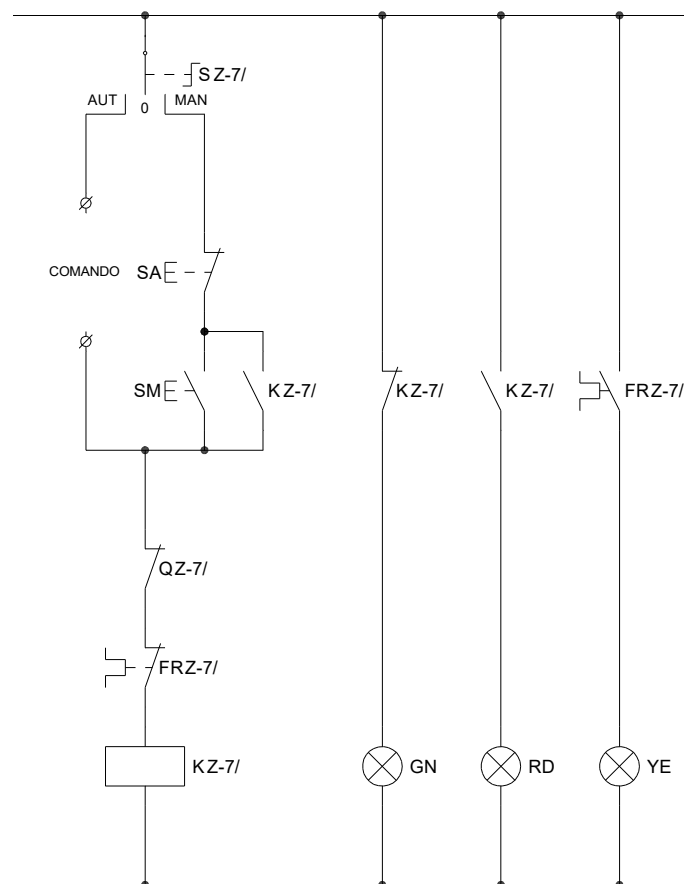 SZ-7/
AUT
0
MAN
COMANDO
SA
SM
KZ-7/
KZ-7/
KZ-7/
FRZ-7/
QZ-7/
FRZ-7/
KZ-7/
GN
RD
YE